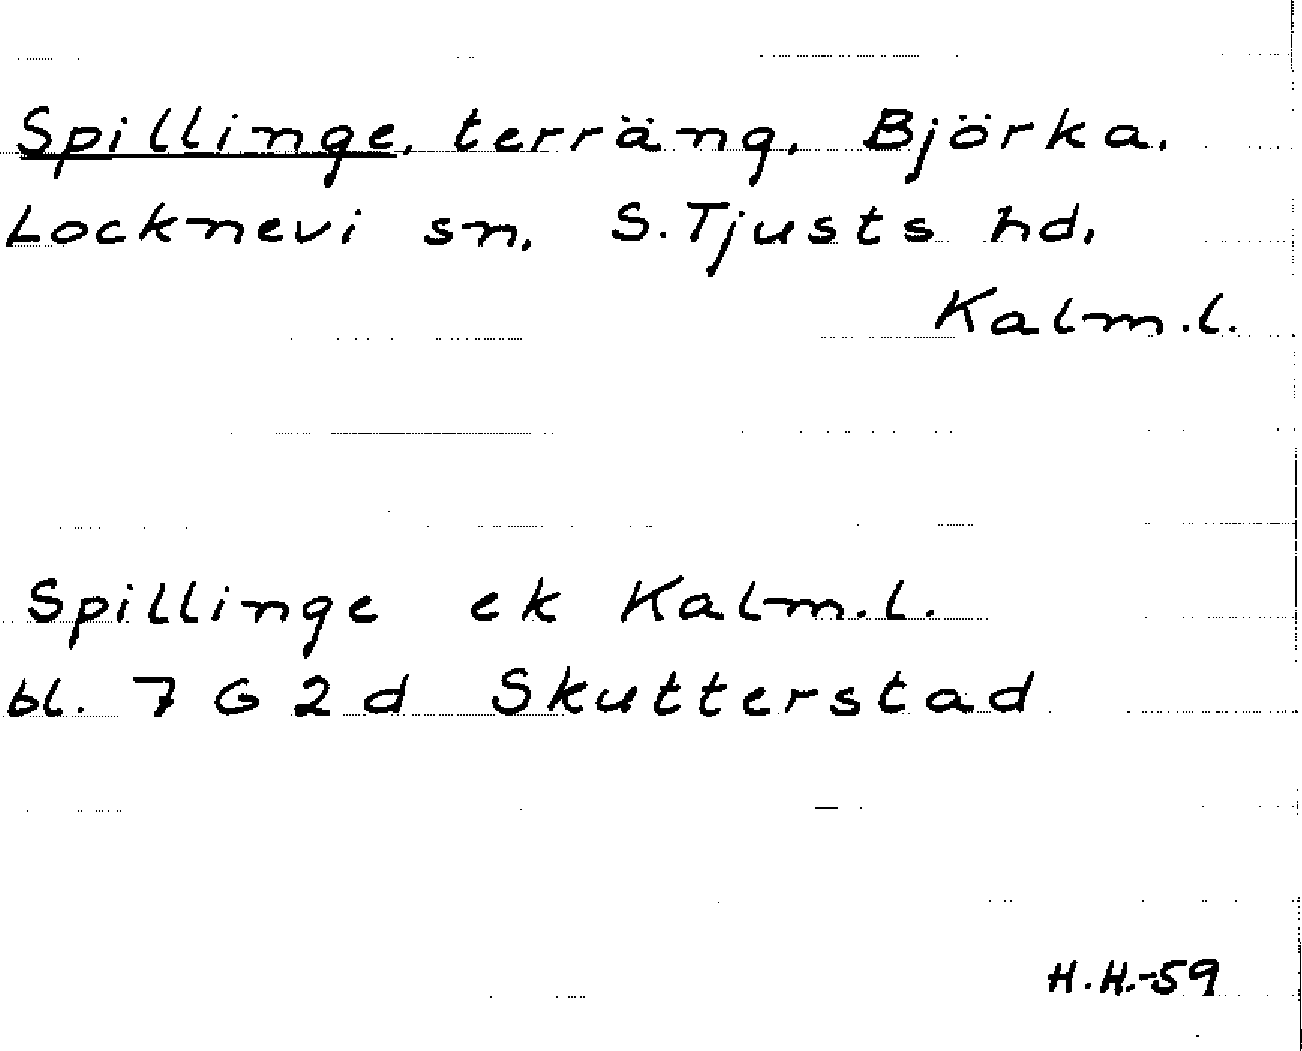 Spillinge, terräng, Björka,
Locknevi sn, S. Tjusts hd,
Kalm.l.
Spillinge ek Kalm.l.
bl. 7 G 2 d Skutterstad
H.H.-59